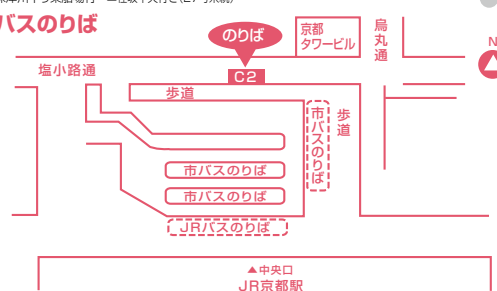 バスのりば
のりば
京都
タワービル
烏丸通
N
塩小路通
C2
歩道
市バスのりば
歩道
市バスのりば
市バスのりば
JRバスのりば
▲中央口
JR京都駅